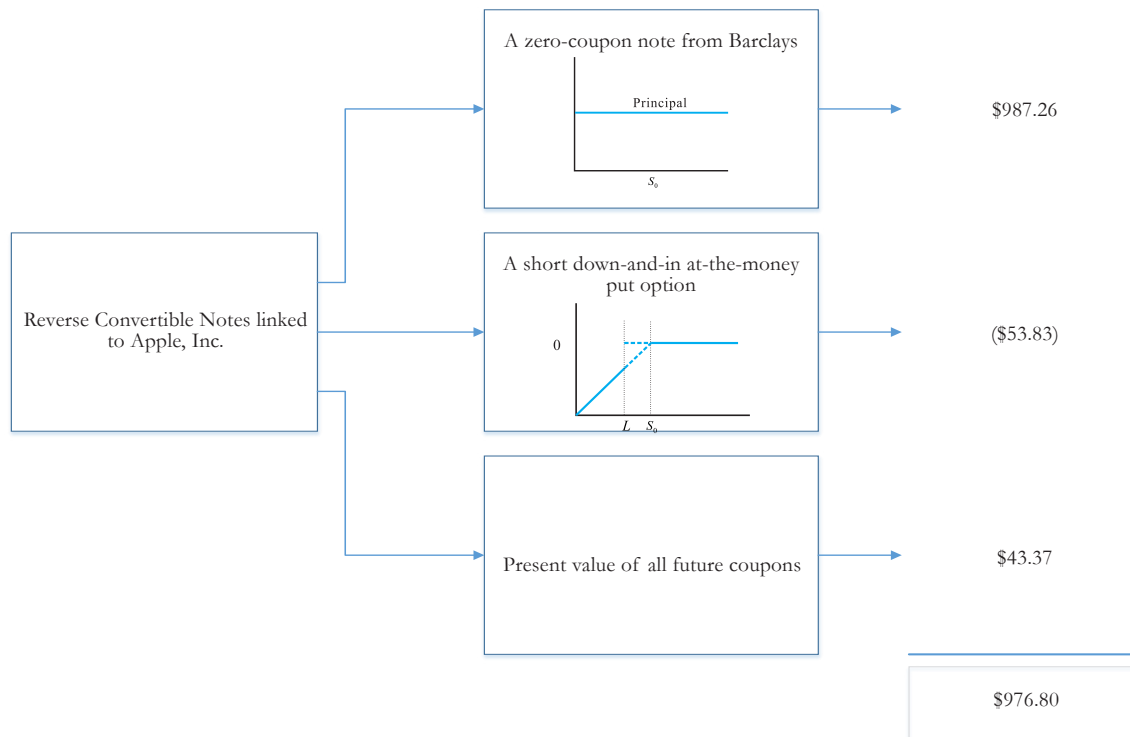 A zero-coupon note from Barclays
Principal
S₀
$987.26
Reverse Convertible Notes linked
to Apple, Inc.
A short down-and-in at-the-money
put option
0
L S₀
($53.83)
Present value of all future coupons
$43.37
$976.80